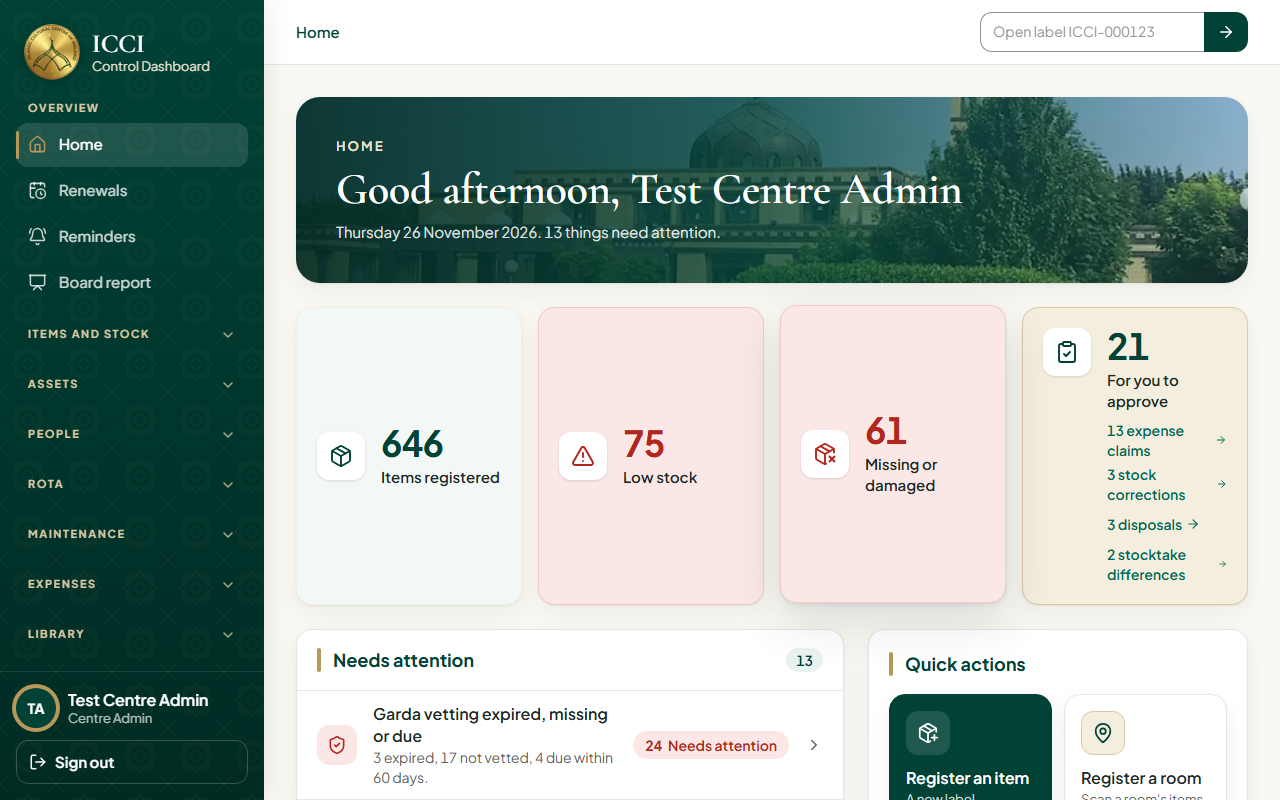 ICCI
Control Dashboard
OVERVIEW
Home
Renewals
Reminders
Board report
ITEMS AND STOCK
ASSETS
PEOPLE
ROTA
MAINTENANCE
EXPENSES
LIBRARY
TA
Test Centre Admin
Centre Admin
Sign out
Home
Open label ICCI-000123
HOME
Good afternoon, Test Centre Admin
Thursday 26 November 2026. 13 things need attention.
646
Items registered
75
Low stock
61
Missing or
damaged
21
For you to
approve
13 expense
claims
3 stock
corrections
3 disposals
2 stocktake
differences
Needs attention
13
Garda vetting expired, missing
or due
3 expired, 17 not vetted, 4 due within
60 days.
24 Needs attention
Quick actions
Register an item
A new label
Register a room
Scan a room's items